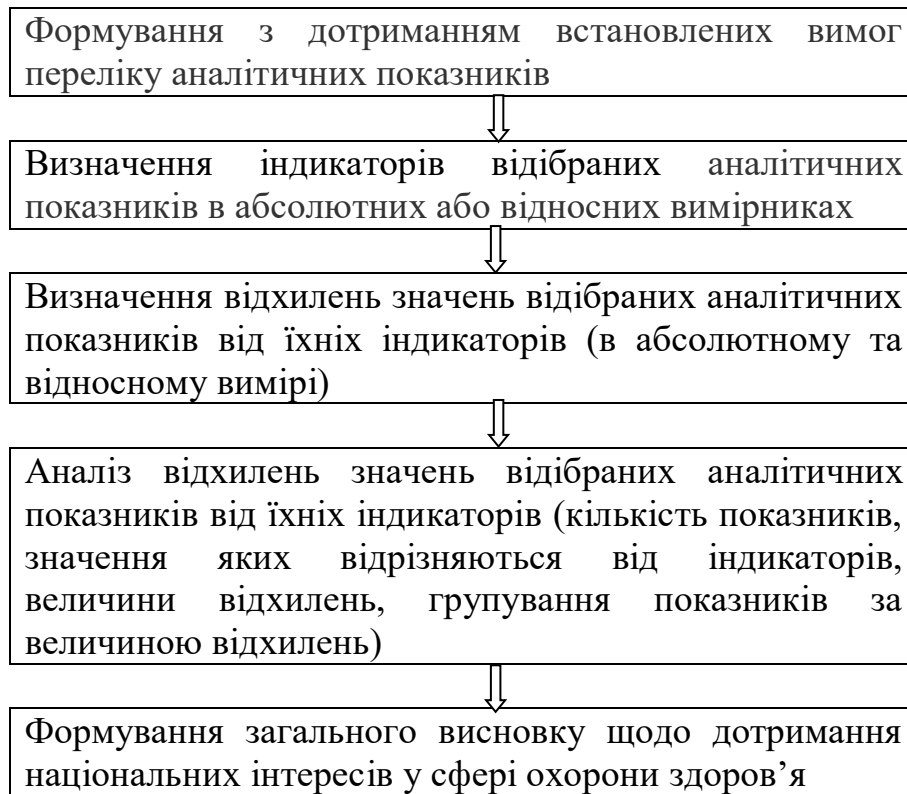 Формування з дотриманням встановлених вимог
переліку аналітичних показників
Визначення індикаторів відібраних аналітичних
показників в абсолютних або відносних вимірниках
Визначення відхилень значень відібраних аналітичних
показників від їхніх індикаторів (в абсолютному та
відносному вимірі)
Аналіз відхилень значень відібраних аналітичних
показників від їхніх індикаторів (кількість показників,
значення яких відрізняються від індикаторів,
величини відхилень, групування показників за
величиною відхилень)
Формування загального висновку щодо дотримання
національних інтересів у сфері охорони здоров’я